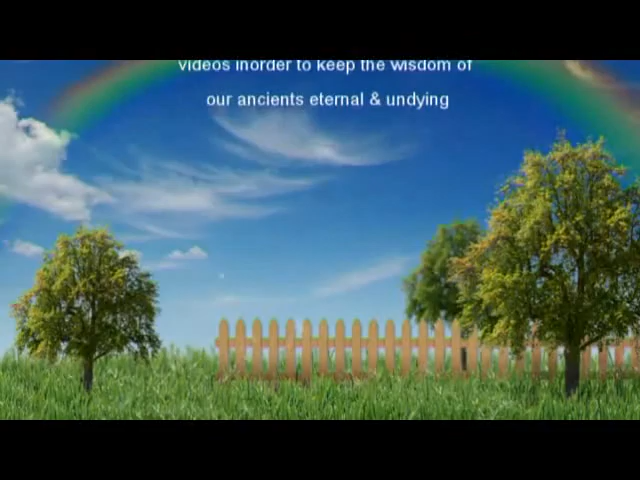 videos inorder to keep the wisdom of
our ancients eternal & undying